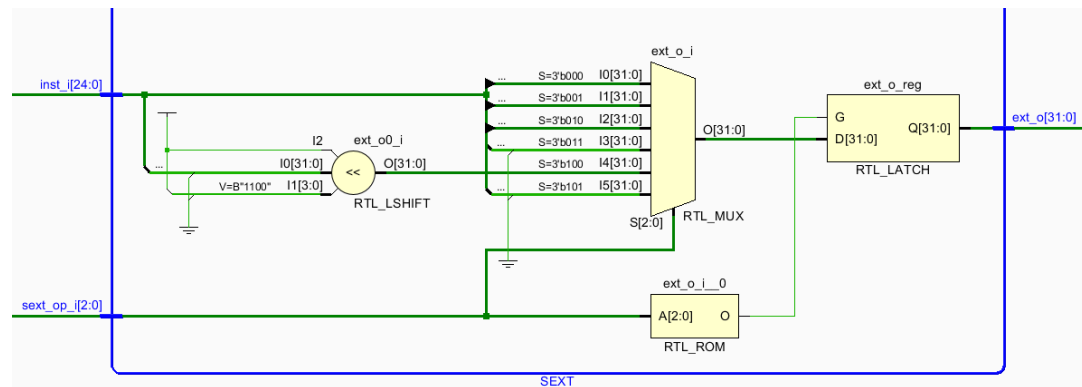 ext_o_i
inst_i[24:0]
...
S=3'b000
I0[31:0]
...
S=3'b001
I1[31:0]
...
S=3'b010
I2[31:0]
...
S=3'b011
I3[31:0]
S=3'b100
I4[31:0]
...
S=3'b101
I5[31:0]
O[31:0]
S[2:0]
RTL_MUX
ext_o0_i
I2
...
I0[31:0]
V=B"1100"
I1[3:0]
<<
O[31:0]
RTL_LSHIFT
ext_o_reg
G
D[31:0]
Q[31:0]
RTL_LATCH
ext_o[31:0]
sext_op_i[2:0]
ext_o_i__0
A[2:0]
O
RTL_ROM
SEXT